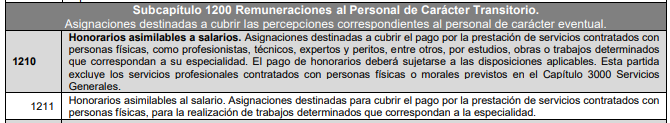 Subcapítulo 1200 Remuneraciones al Personal de Carácter Transitorio.
Asignaciones destinadas a cubrir las percepciones correspondientes al personal de carácter eventual.
1210
Honorarios asimilables a salarios. Asignaciones destinadas a cubrir el pago por la prestación de servicios contratados con
personas físicas, como profesionistas, técnicos, expertos y peritos, entre otros, por estudios, obras o trabajos determinados
que correspondan a su especialidad. El pago de honorarios deberá sujetarse a las disposiciones aplicables. Esta partida
excluye los servicios profesionales contratados con personas físicas o morales previstos en el Capítulo 3000 Servicios
Generales.
1211
Honorarios asimilables al salario. Asignaciones destinadas para cubrir el pago por la prestación de servicios contratados con
personas físicas, para la realización de trabajos determinados que correspondan a la especialidad.